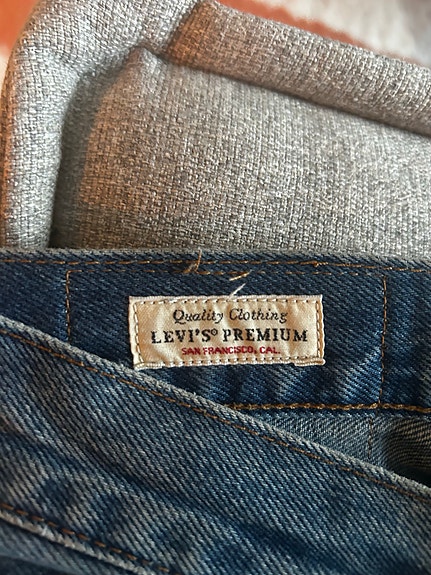 Quality Clothing
LEVI'S® PREMIUM
SAN FRANCISCO, CAL.